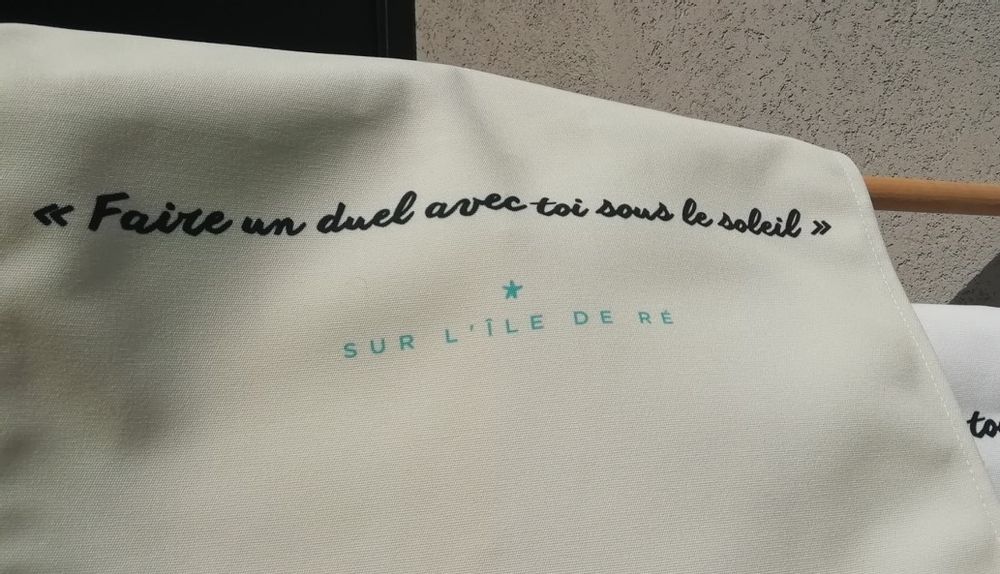 « Faire un duel avec toi sous le soleil »
SUR L'ÎLE DE RÉ